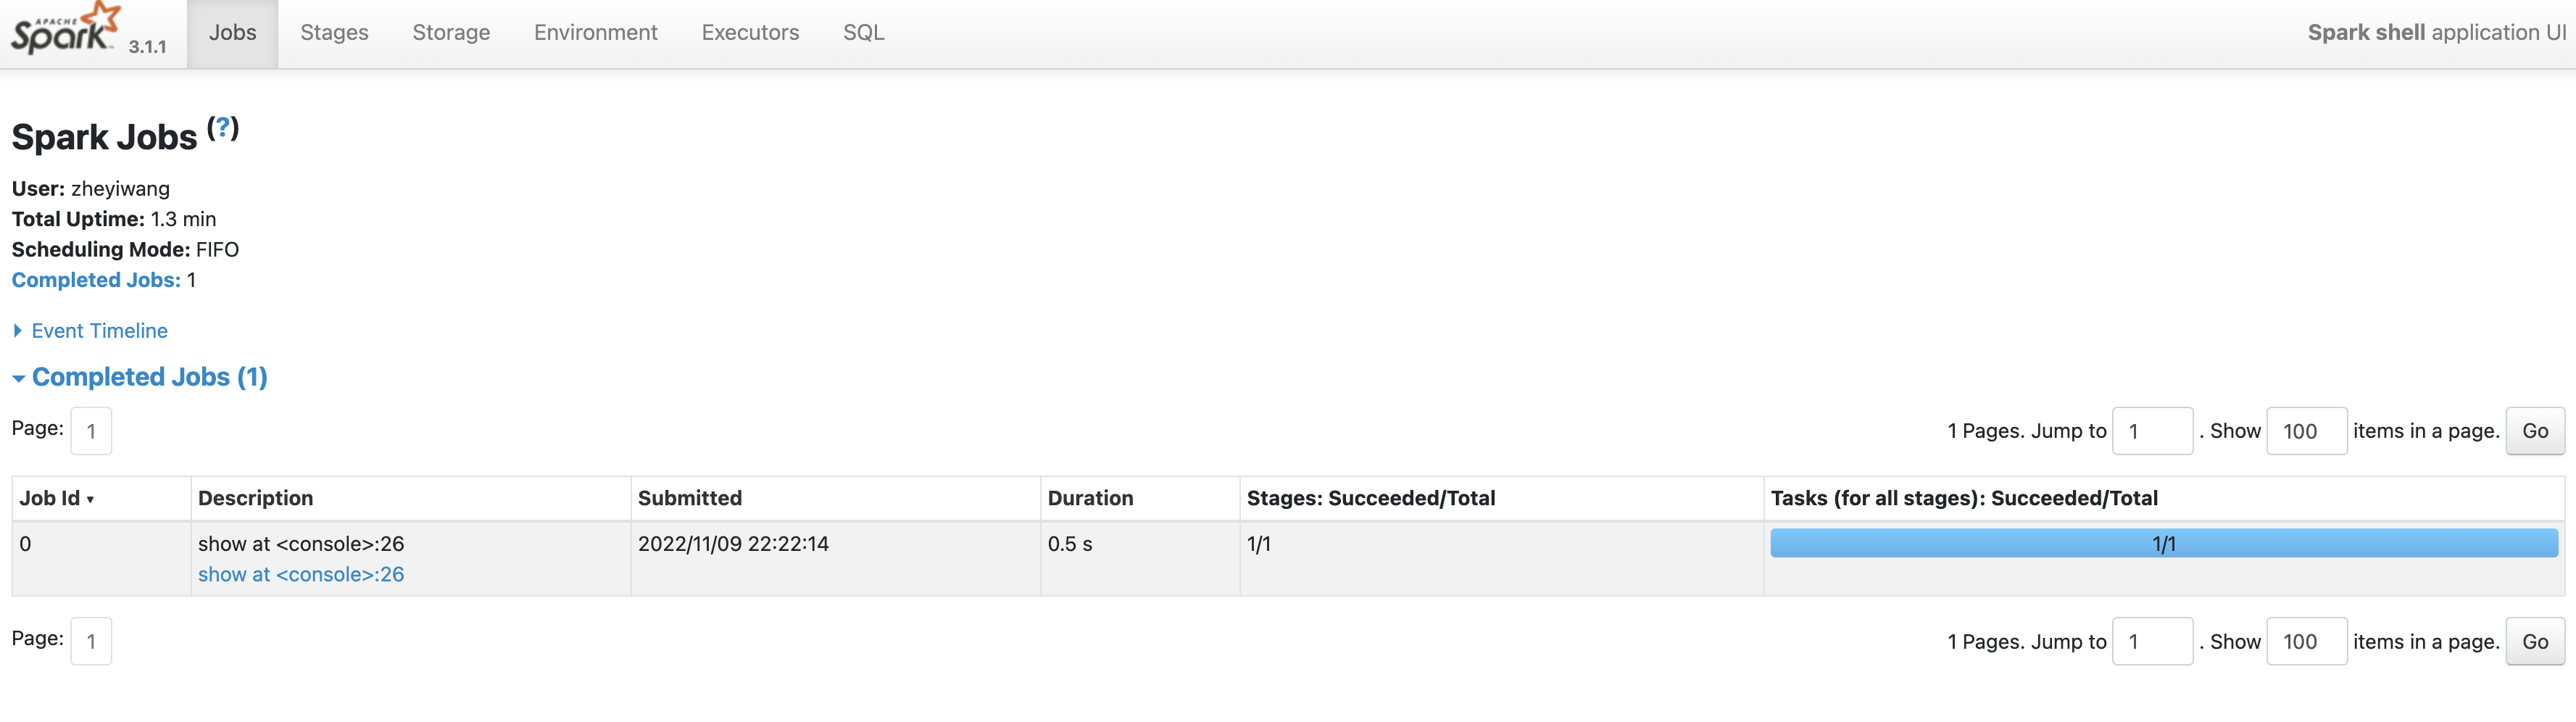 APACHE Spark 3.1.1 Jobs Stages Storage Environment Executors SQL Spark shell application UI
Spark Jobs (?)
User: zheyiwang
Total Uptime: 1.3 min
Scheduling Mode: FIFO
Completed Jobs: 1
Event Timeline
Completed Jobs (1)
Page: 1 1 Pages. Jump to 1 . Show 100 items in a page. Go
Job Id ▾ Description Submitted Duration Stages: Succeeded/Total Tasks (for all stages): Succeeded/Total
0 show at <console>:26 2022/11/09 22:22:14 0.5 s 1/1 1/1
show at <console>:26
Page: 1 1 Pages. Jump to 1 . Show 100 items in a page. Go